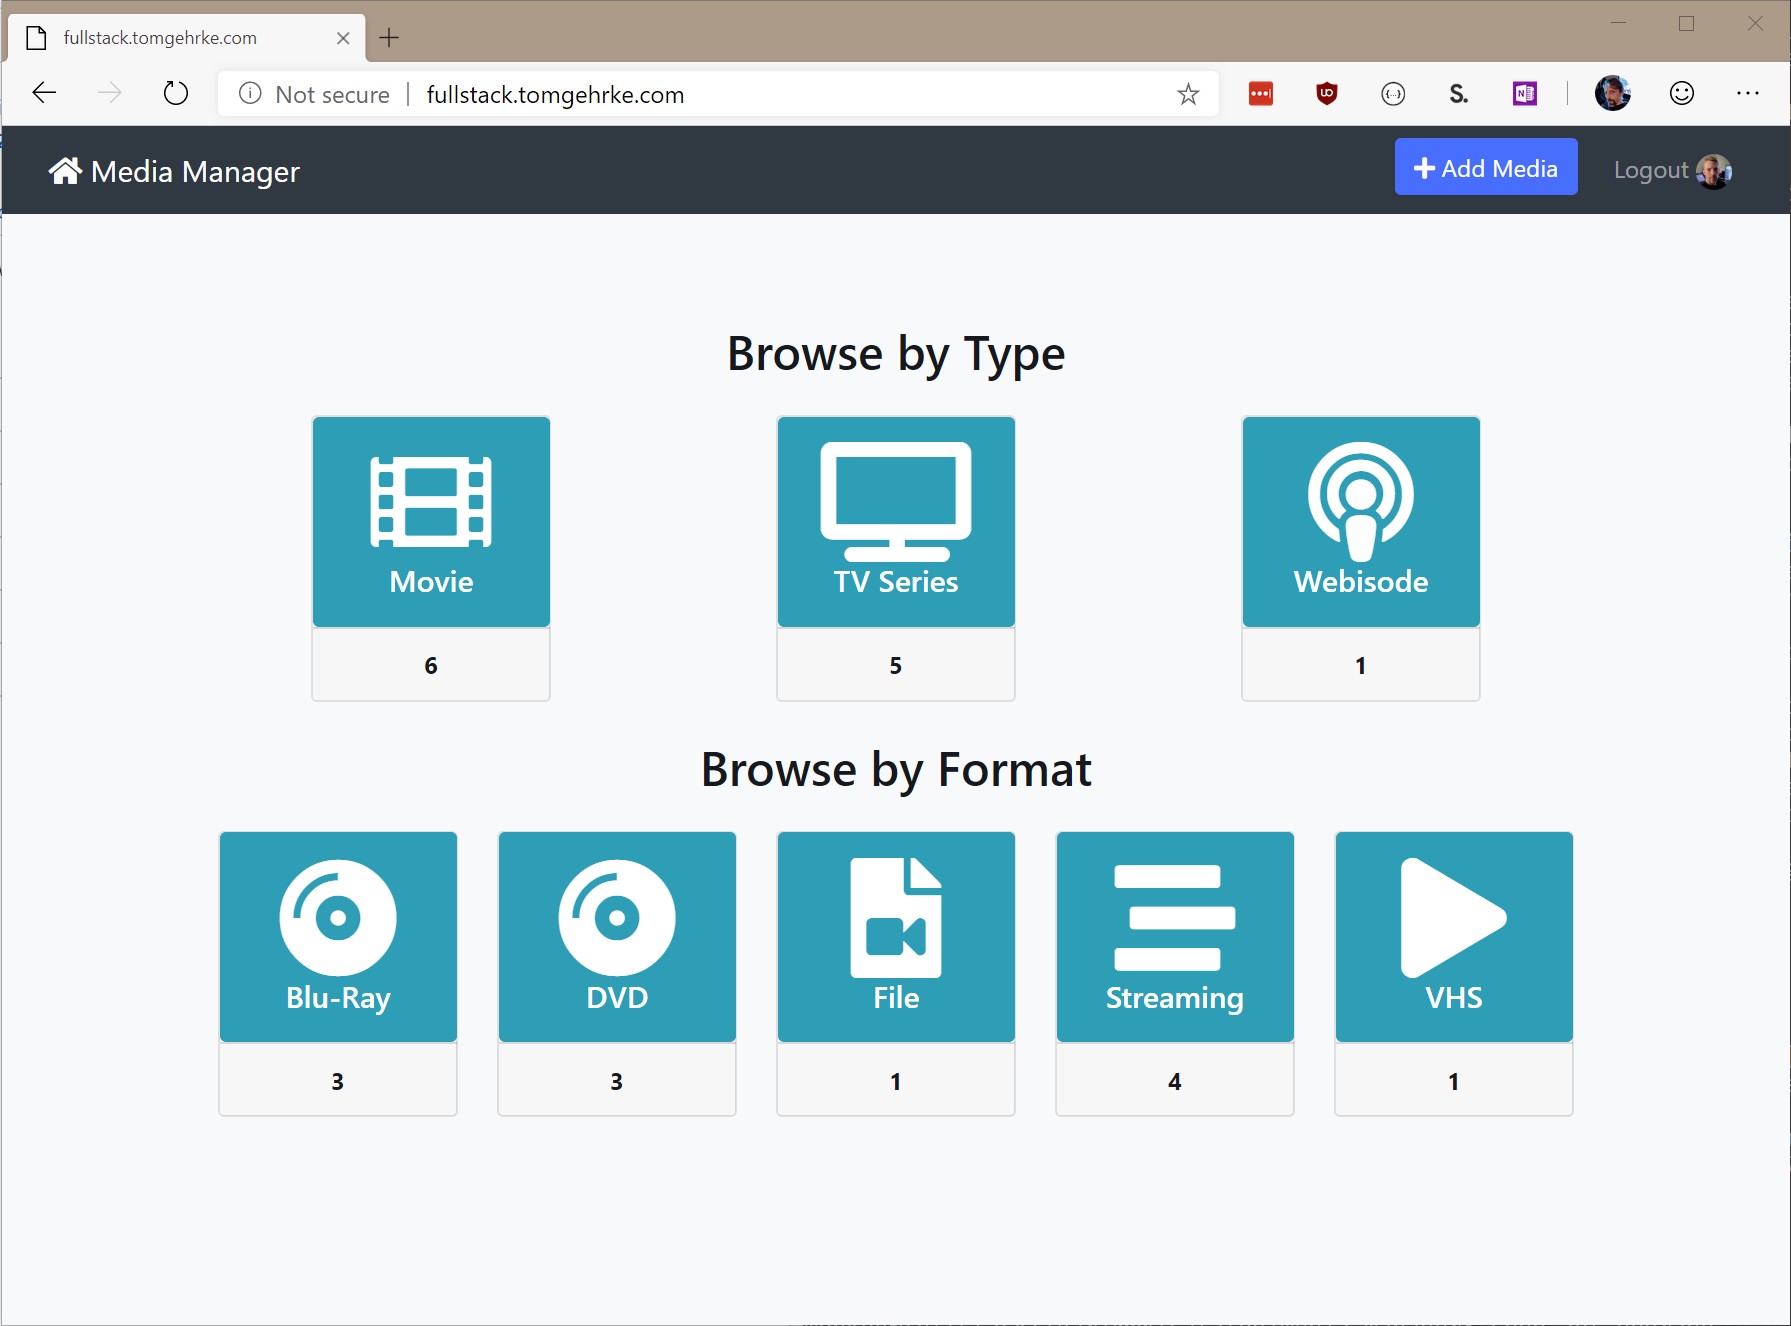 fullstack.tomgehrke.com
Not secure | fullstack.tomgehrke.com
Media Manager
Add Media
Logout
Browse by Type
Movie
TV Series
Webisode
6
5
1
Browse by Format
Blu-Ray
DVD
File
Streaming
VHS
3
3
1
4
1